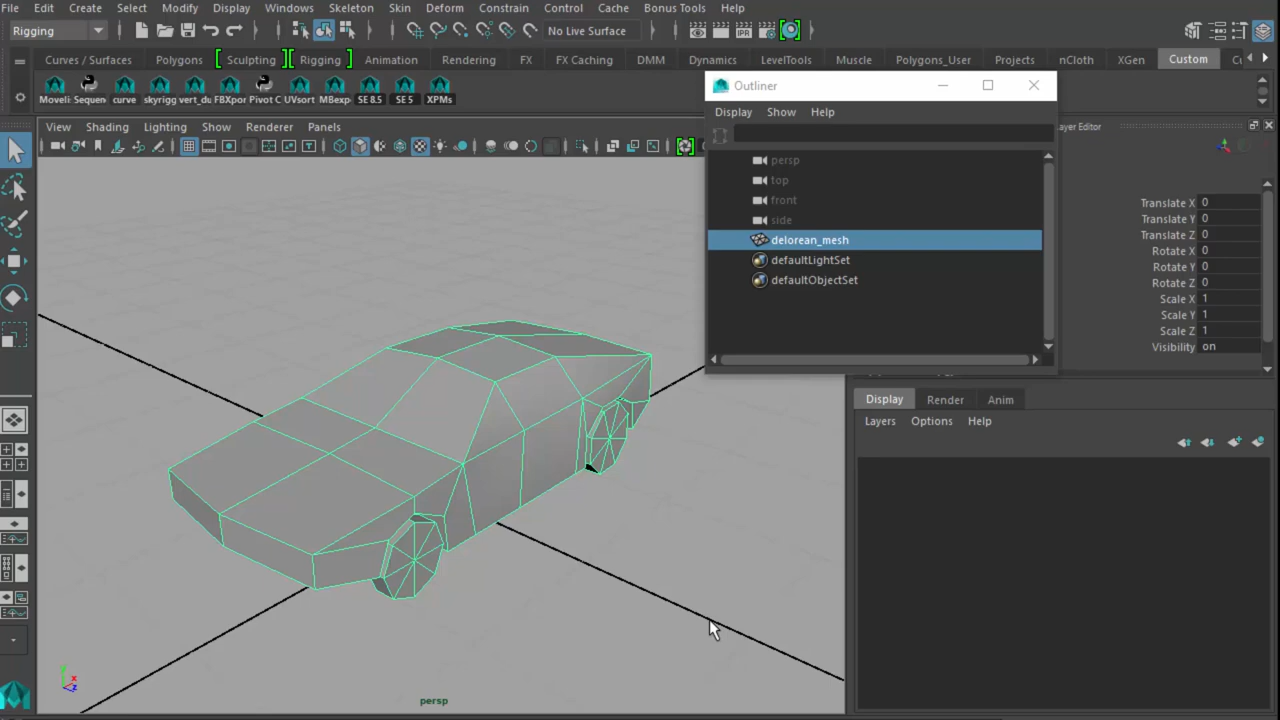 File Edit Create Select Modify Display Windows Skeleton Skin Deform Constrain Control Cache Bonus Tools Help
Rigging No Live Surface IPR
Curves / Surfaces Polygons Sculpting Rigging Animation Rendering FX FX Caching DMM Dynamics LevelTools Muscle Polygons_User Projects nCloth XGen Custom
Moveli Sequen curve skyrigg vert_du FBXpor Pivot C UVsort MBexp SE 8.5 SE 5 XPMs
Outliner
Display Show Help
View Shading Lighting Show Renderer Panels
ayer Editor
persp
top
front
side
delorean_mesh
defaultLightSet
defaultObjectSet
Translate X 0
Translate Y 0
Translate Z 0
Rotate X 0
Rotate Y 0
Rotate Z 0
Scale X 1
Scale Y 1
Scale Z 1
Visibility on
Display Render Anim
Layers Options Help
y
x
z
persp